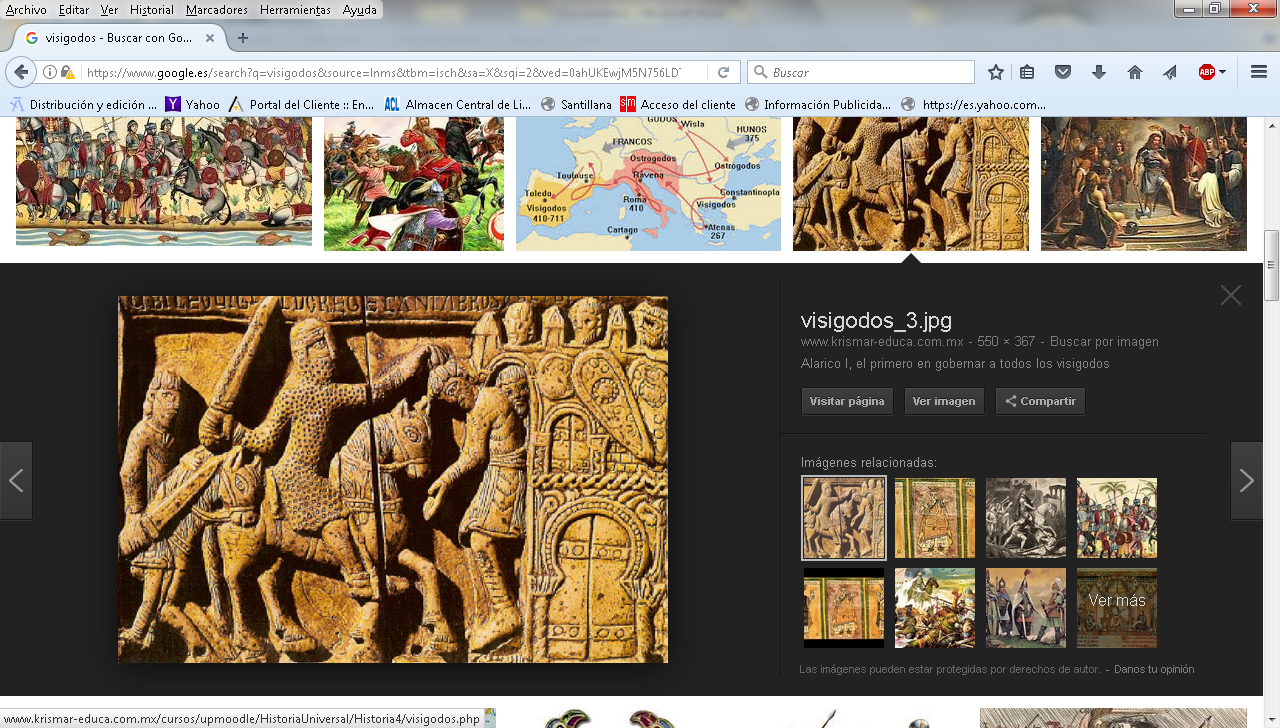 Archivo Editar Ver Historial Marcadores Herramientas Ayuda
visigodos - Buscar con Go...
https://www.google.es/search?q=visigodos&source=lnms&tbm=isch&sa=X&biw=
Buscar
ABP
Distribución y edición ... Yahoo Portal del Cliente :: En... ACL Almacen Central de Li... Santillana sm Acceso del cliente Información Publicac... https://es.yahoo.com...
GODOS
Wisla
HUNOS
375
FRANCOS
Ostrogodos
Ostrogodos
Toulouse
Ravena
Toledo
Constantinopla
Visigodos
410-711
Roma
410
Visigodos
Atenas
267
Cartago
visigodos_3.jpg
www.krismar-educa.com.mx - 550 × 367 - Buscar por imagen
Alarico I, el primero en gobernar a todos los visigodos
Visitar página Ver imagen Compartir
Imágenes relacionadas:
Ver más
Las imágenes pueden estar protegidas por derechos de autor. - Danos tu opinión
www.krismar-educa.com.mx/cursos/upmoodle/HistoriaUniversal/Historia4/visigodos.php